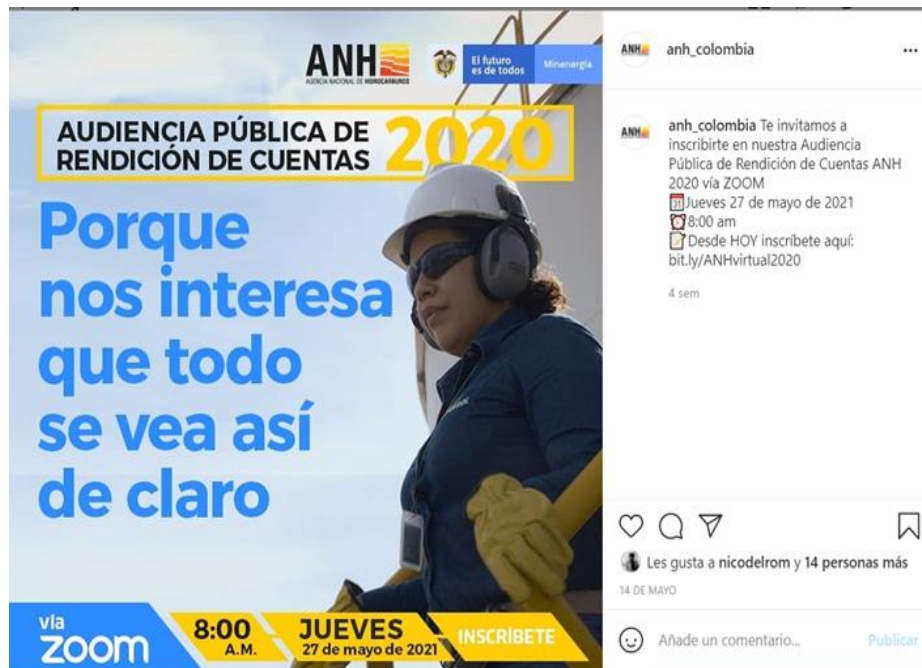 ANH
AGENCIA NACIONAL DE HIDROCARBUROS
El futuro
es de todos
Minenergía
AUDIENCIA PÚBLICA DE
RENDICIÓN DE CUENTAS
2020
Porque
nos interesa
que todo
se vea así
de claro
vía
zoom
8:00
A.M.
JUEVES
27 de mayo de 2021
INSCRÍBETE
ANH
anh_colombia
ANH
anh_colombia Te invitamos a
inscribirte en nuestra Audiencia
Pública de Rendición de Cuentas ANH
2020 vía ZOOM
Jueves 27 de mayo de 2021
8:00 am
Desde HOY inscríbete aquí:
bit.ly/ANHvirtual2020
4 sem
Les gusta a nicodelrom y 14 personas más
14 DE MAYO
Añade un comentario...
Publicar